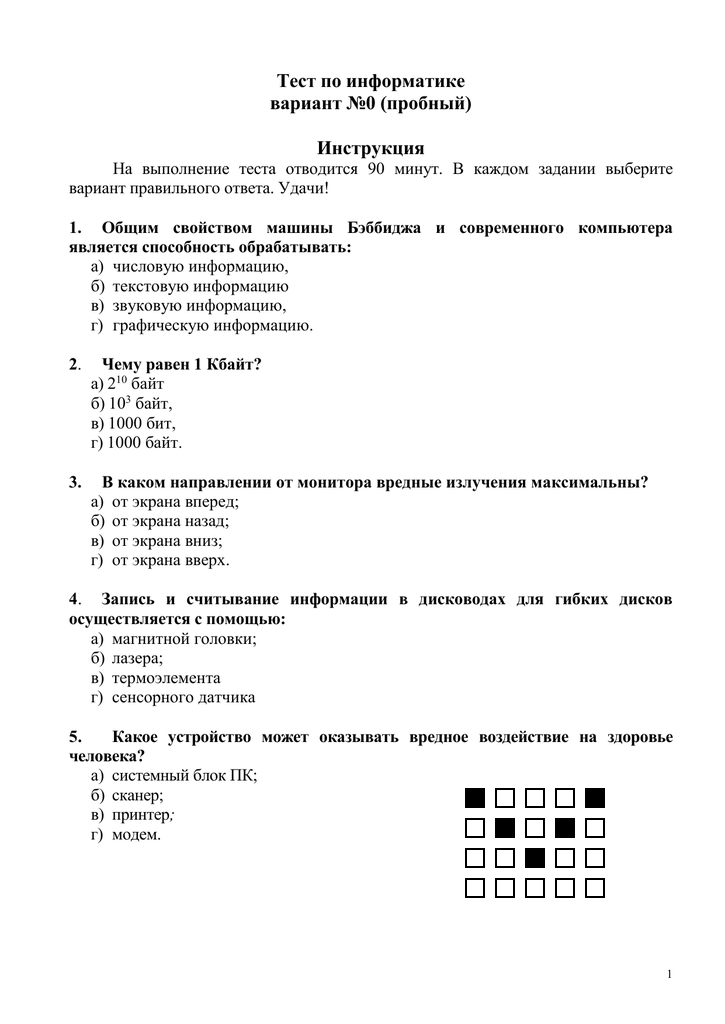 Тест по информатике
вариант №0 (пробный)
Инструкция
На выполнение теста отводится 90 минут. В каждом задании выберите
вариант правильного ответа. Удачи!
1. Общим свойством машины Бэббиджа и современного компьютера
является способность обрабатывать:
а) числовую информацию,
б) текстовую информацию
в) звуковую информацию,
г) графическую информацию.
2. Чему равен 1 Кбайт?
а) 2¹⁰ байт
б) 10³ байт,
в) 1000 бит,
г) 1000 байт.
3. В каком направлении от монитора вредные излучения максимальны?
а) от экрана вперед;
б) от экрана назад;
в) от экрана вниз;
г) от экрана вверх.
4. Запись и считывание информации в дисководах для гибких дисков
осуществляется с помощью:
а) магнитной головки;
б) лазера;
в) термоэлемента
г) сенсорного датчика
5. Какое устройство может оказывать вредное воздействие на здоровье
человека?
а) системный блок ПК;
б) сканер;
в) принтер;
г) модем.
1